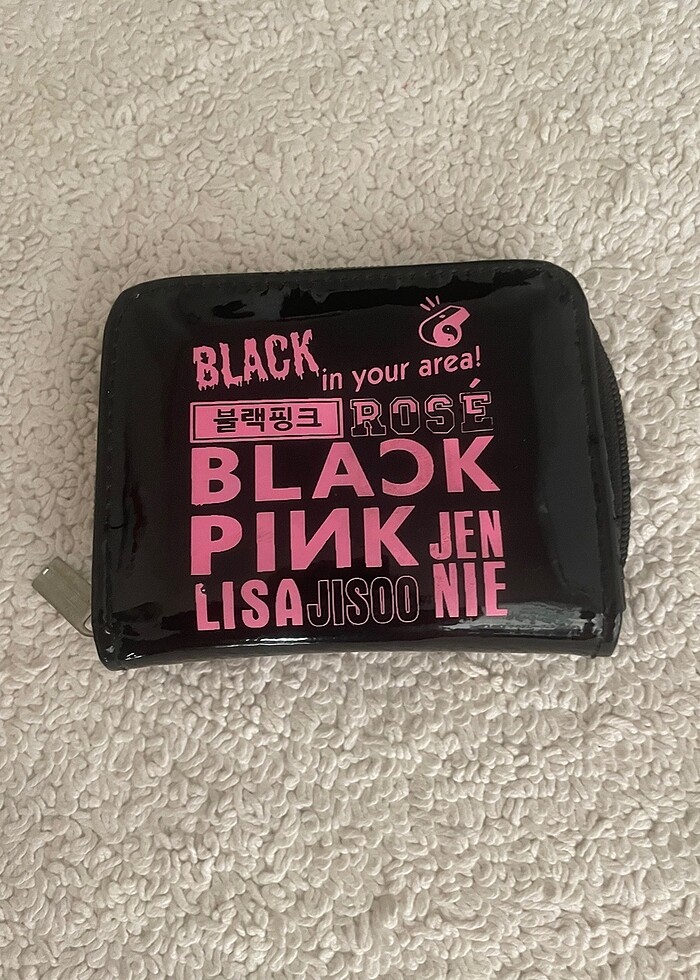 BLACK in your area!
블랙핑크 ROSÉ
BLACK
PINK JEN
LISA JISOO NIE